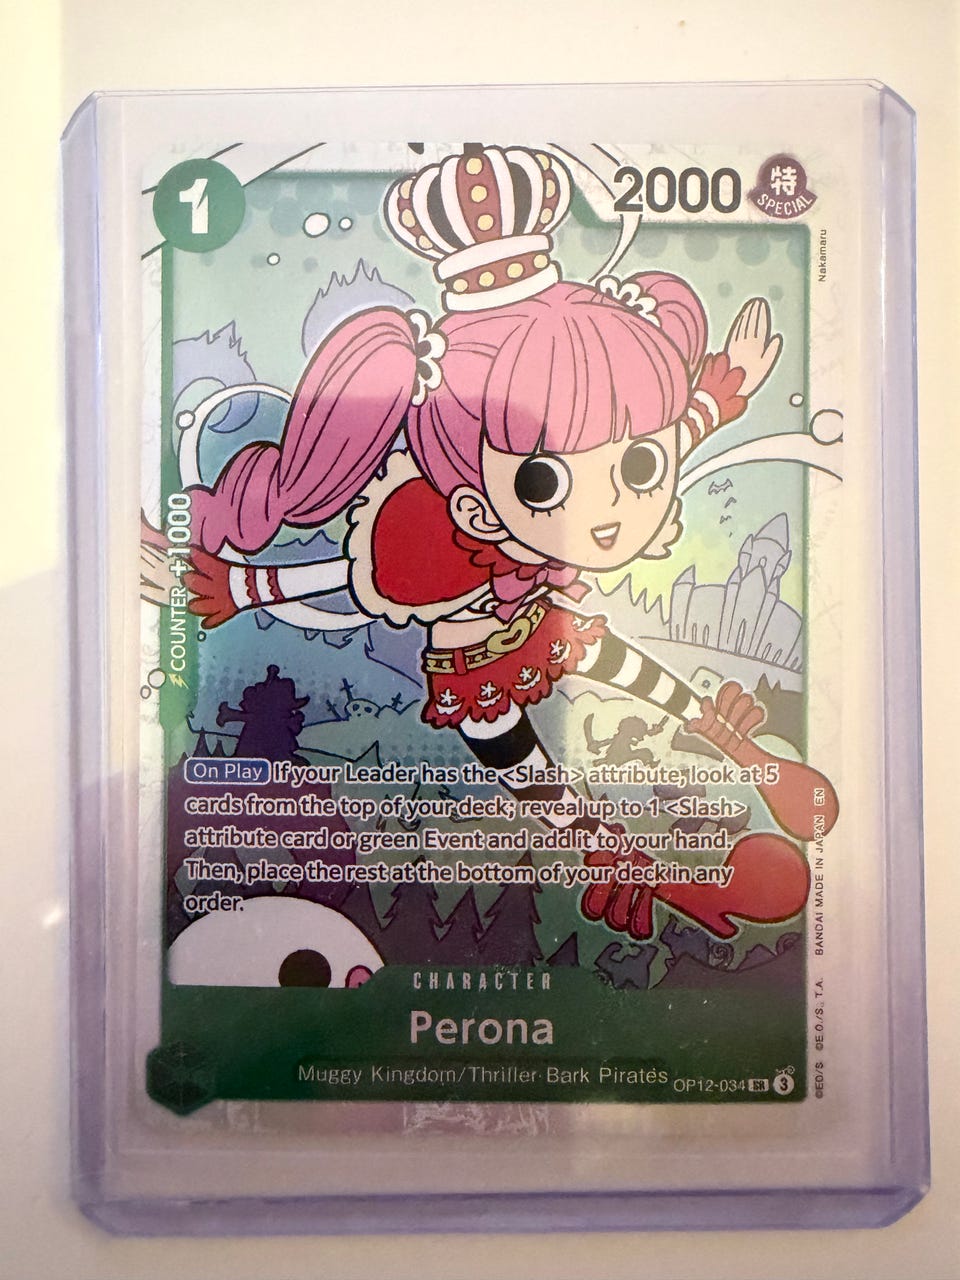 1
2000
特
SPECIAL
Nakamaru
⚡COUNTER +1000
On Play If your Leader has the <Slash> attribute, look at 5
cards from the top of your deck; reveal up to 1 <Slash>
attribute card or green Event and add it to your hand.
Then, place the rest at the bottom of your deck in any
order.
CHARACTER
Perona
Muggy Kingdom/Thriller Bark Pirates
OP12-034 SR 3
©EO/S ©E.O./S., T.A. BANDAI MADE IN JAPAN EN